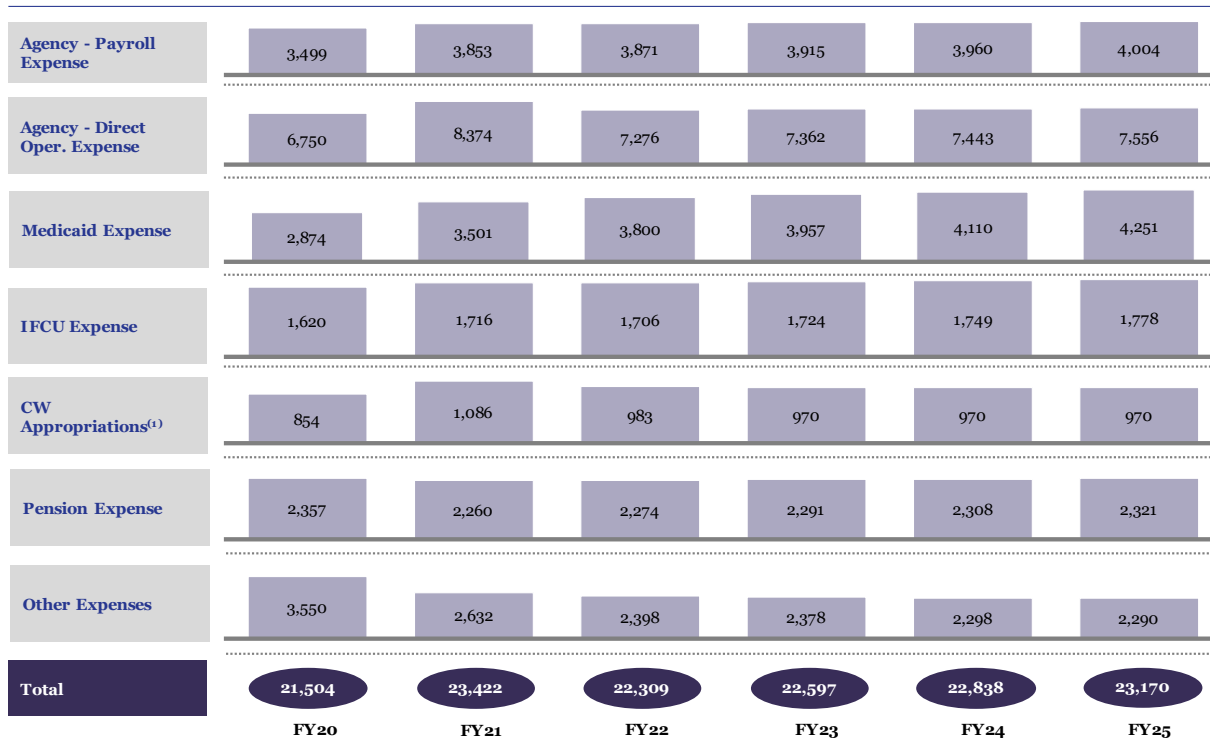 Agency - Payroll
Expense
3,499 3,853 3,871 3,915 3,960 4,004
Agency - Direct
Oper. Expense
6,750 8,374 7,276 7,362 7,443 7,556
Medicaid Expense
2,874 3,501 3,800 3,957 4,110 4,251
IFCU Expense
1,620 1,716 1,706 1,724 1,749 1,778
CW
Appropriations(1)
854 1,086 983 970 970 970
Pension Expense
2,357 2,260 2,274 2,291 2,308 2,321
Other Expenses
3,550 2,632 2,398 2,378 2,298 2,290
Total
21,504 23,422 22,309 22,597 22,838 23,170
FY20 FY21 FY22 FY23 FY24 FY25